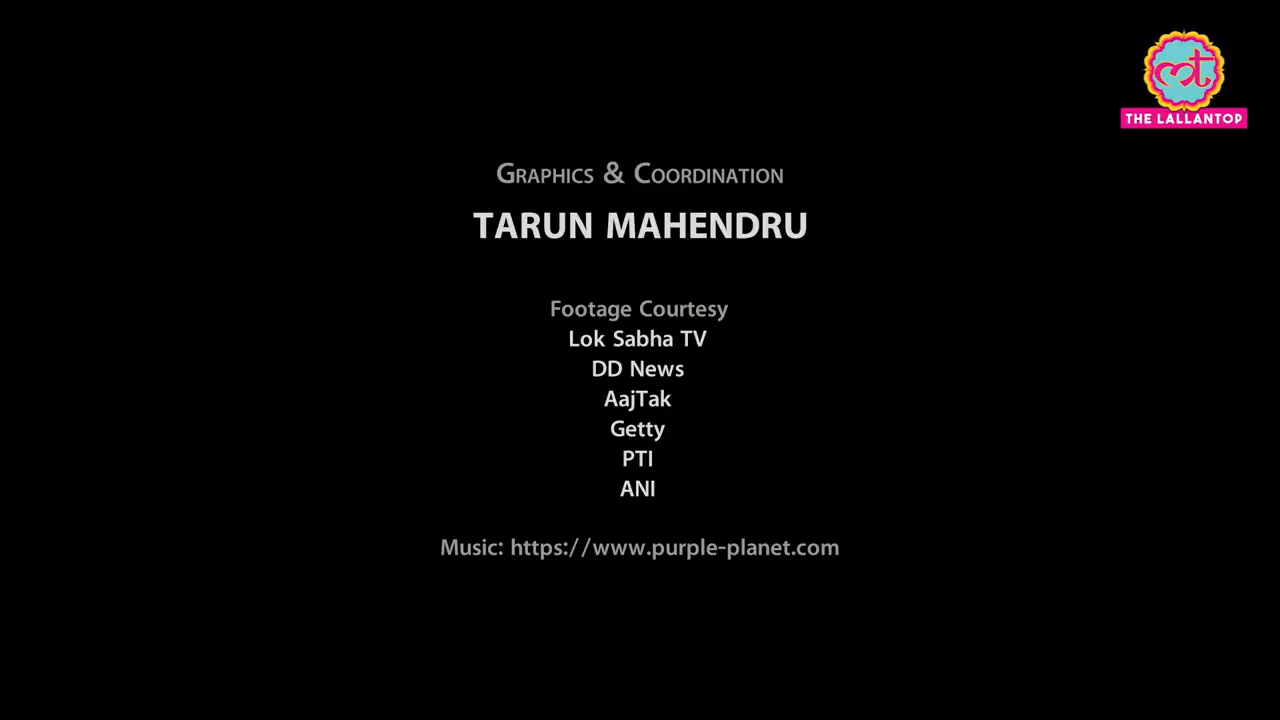 THE LALLANTOP
GRAPHICS & COORDINATION
TARUN MAHENDRU
Footage Courtesy
Lok Sabha TV
DD News
AajTak
Getty
PTI
ANI
Music: https://www.purple-planet.com